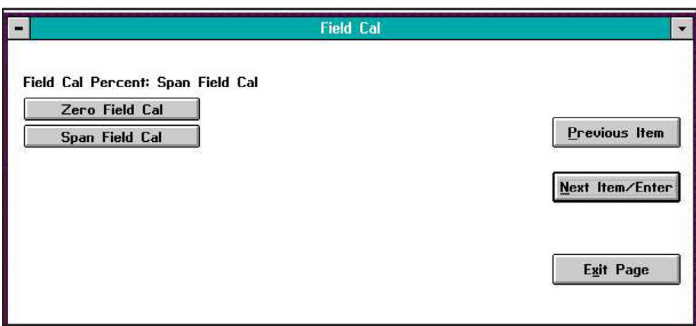 Field Cal
Field Cal Percent: Span Field Cal
Zero Field Cal
Span Field Cal
Previous Item
Next Item/Enter
Exit Page